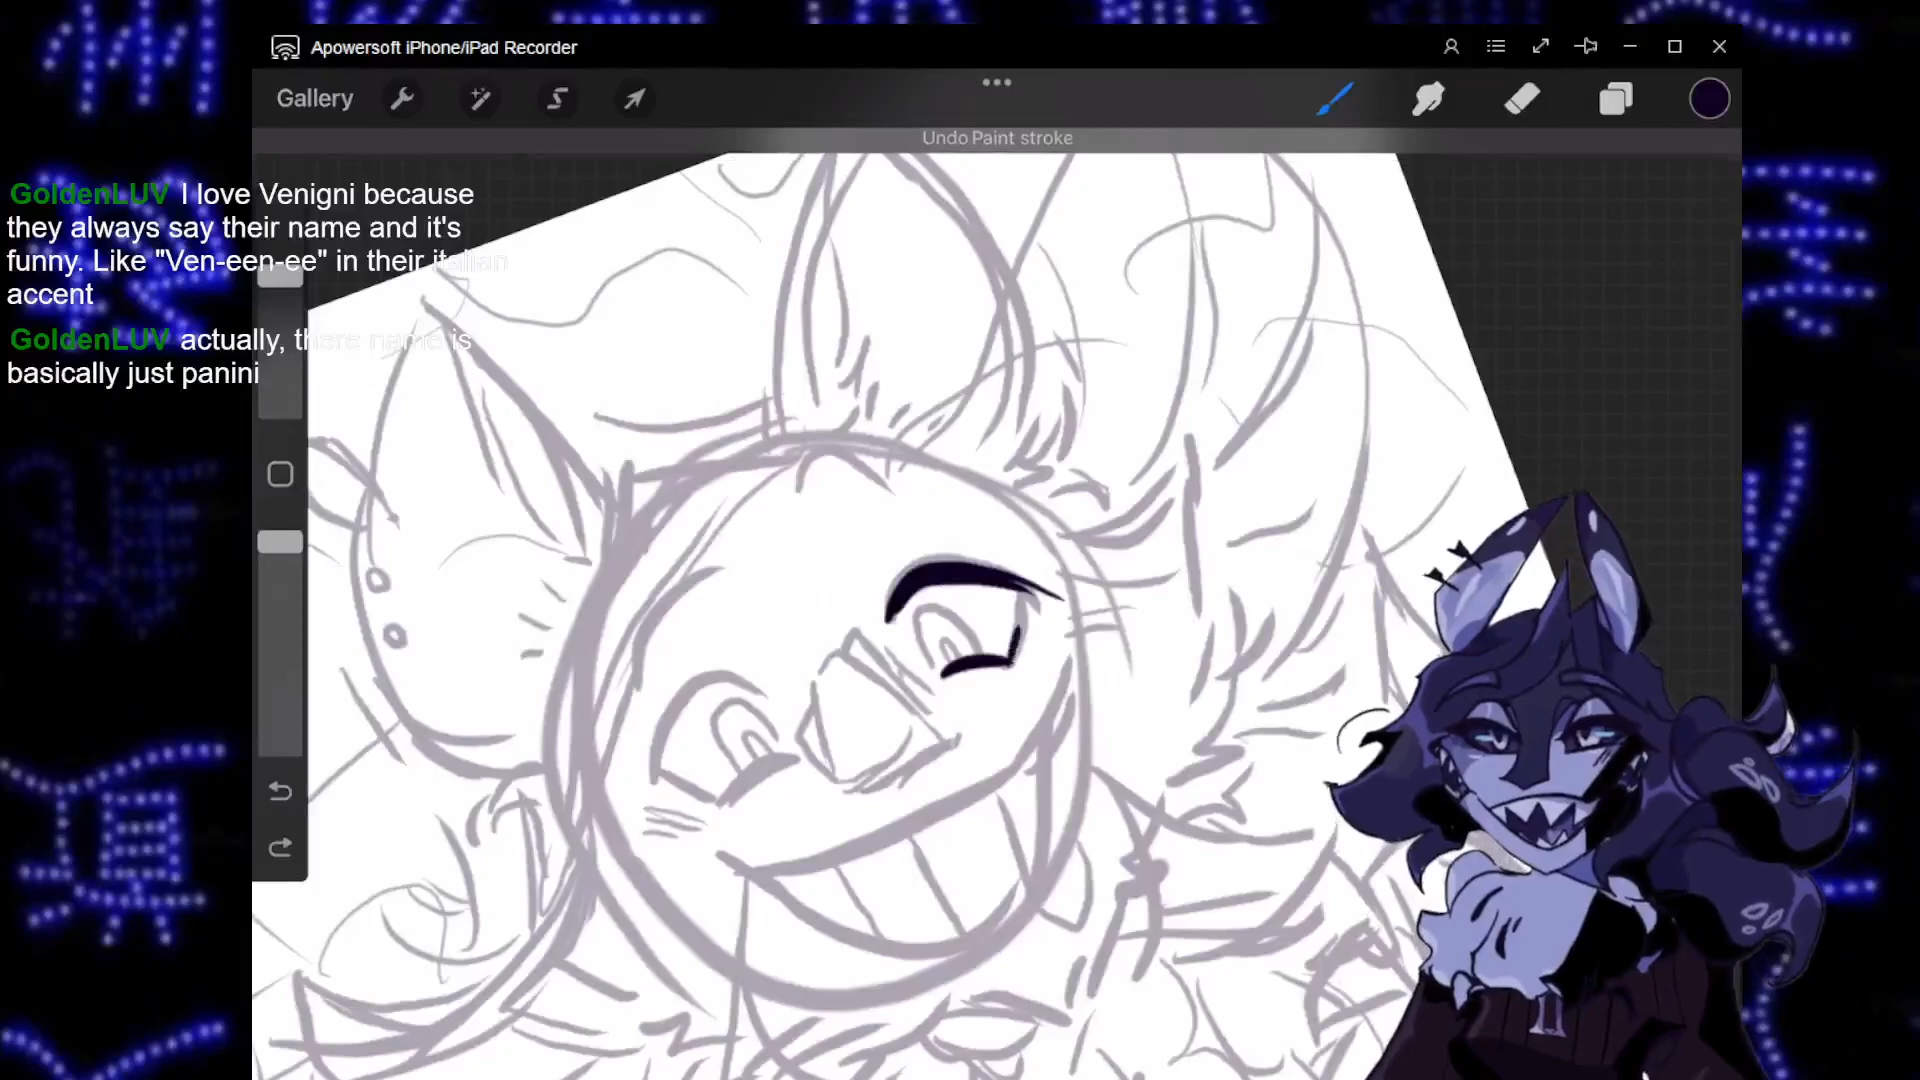 Apowersoft iPhone/iPad Recorder
Gallery
Undo Paint stroke
GoldenLUV I love Venigni because
they always say their name and it's
funny. Like "Ven-een-ee" in their italian
accent
GoldenLUV actually, there name is
basically just panini